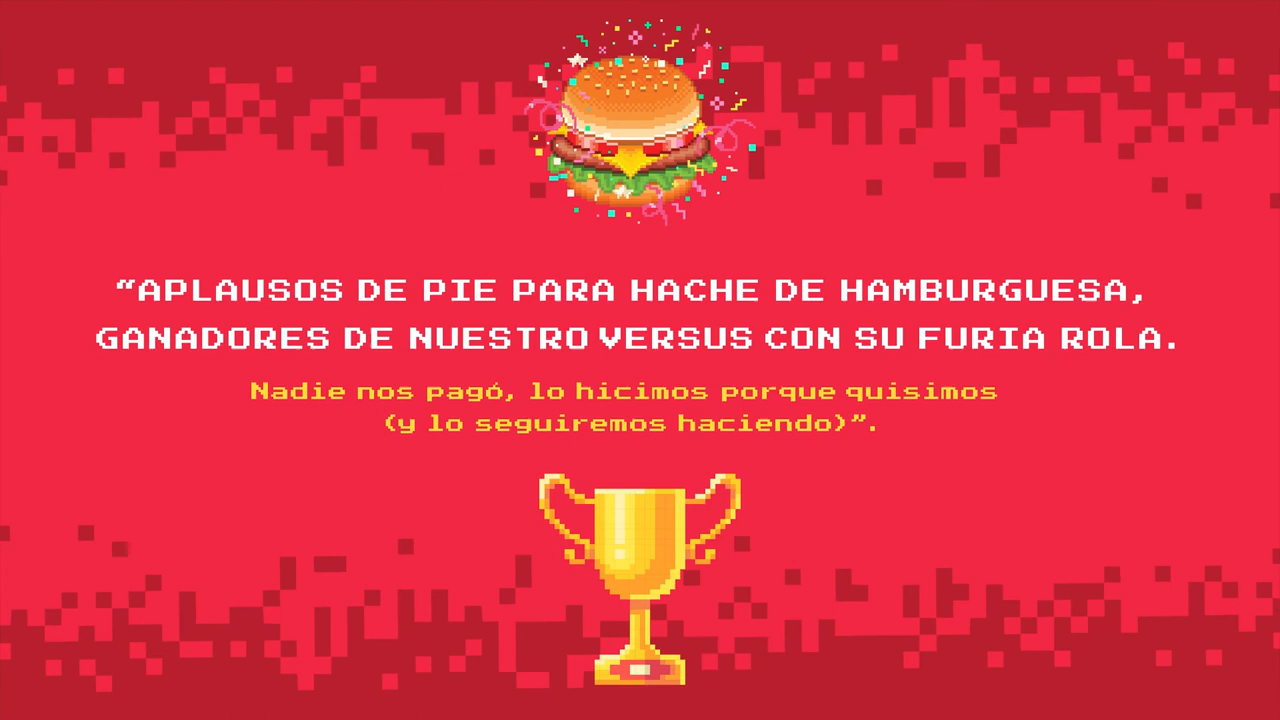 “APLAUSOS DE PIE PARA HACHE DE HAMBURGUESA,
GANADORES DE NUESTRO VERSUS CON SU FURIA ROLA.
Nadie nos pagó, lo hicimos porque quisimos
(y lo seguiremos haciendo)”.